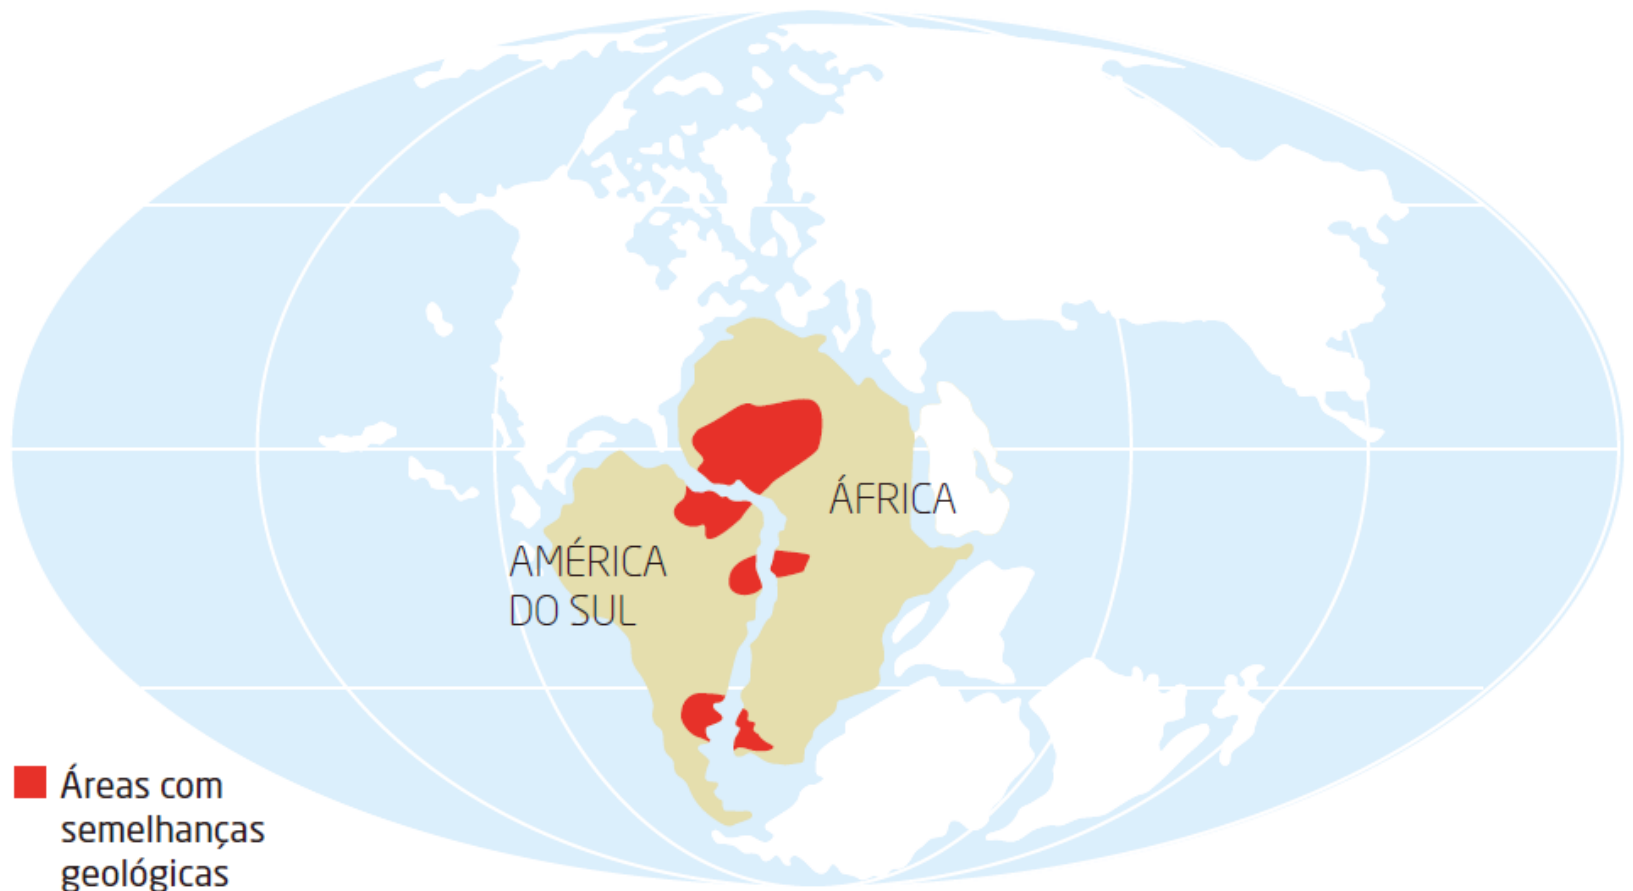 ÁFRICA
AMÉRICA
DO SUL
Áreas com
semelhanças
geológicas